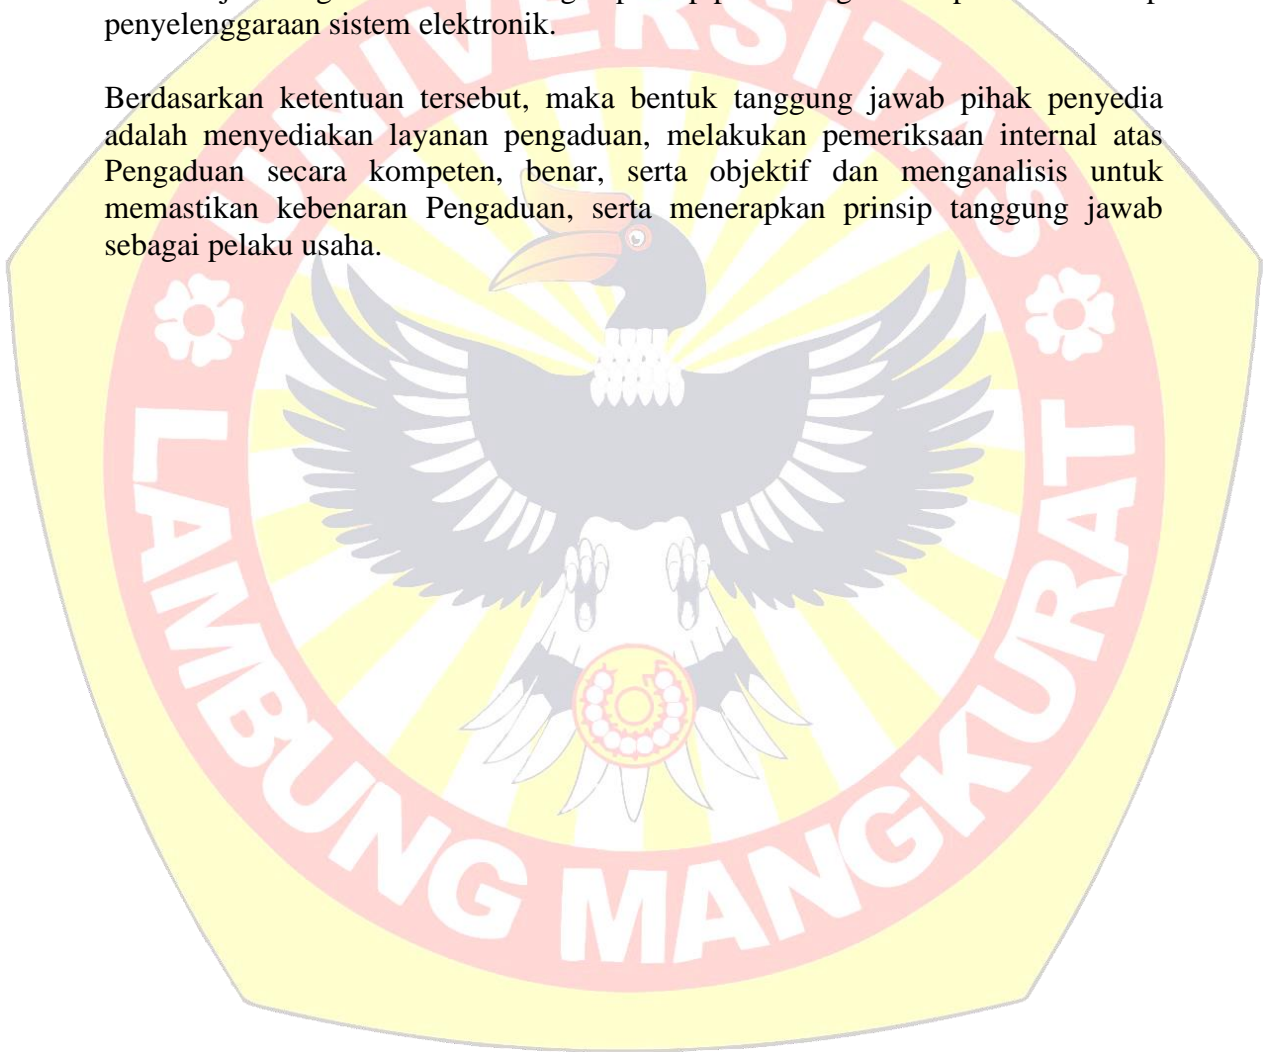 penyelenggaraan sistem elektronik.
Berdasarkan ketentuan tersebut, maka bentuk tanggung jawab pihak penyedia
adalah menyediakan layanan pengaduan, melakukan pemeriksaan internal atas
Pengaduan secara kompeten, benar, serta objektif dan menganalisis untuk
memastikan kebenaran Pengaduan, serta menerapkan prinsip tanggung jawab
sebagai pelaku usaha.
UNIVERSITAS
LAMBUNG MANGKURAT